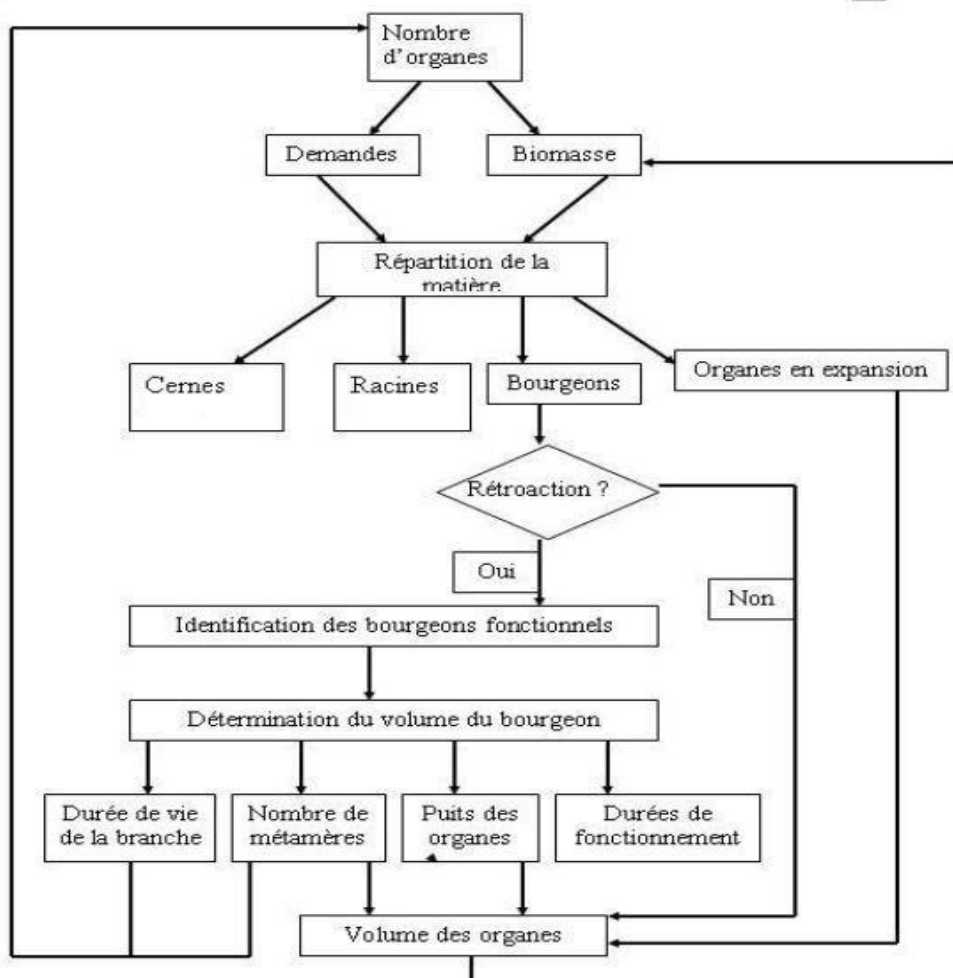 Nombre
d'organes
Demandes
Biomasse
Répartition de la
matière
Cernes
Racines
Bourgeons
Organes en expansion
Rétroaction ?
Oui
Non
Identification des bourgeons fonctionnels
Détermination du volume du bourgeon
Durée de vie
de la branche
Nombre de
métamères
Puits des
organes
Durées de
fonctionnement
Volume des organes